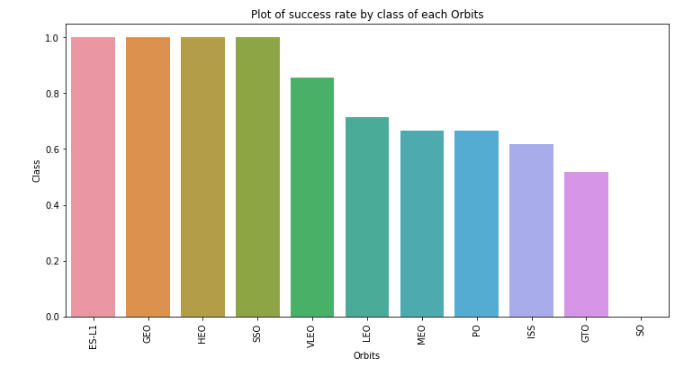 Plot of success rate by class of each Orbits
1.0
0.8
0.6
0.4
0.2
0.0
Class
ES-L1
GEO
HEO
SSO
VLEO
LEO
MEO
PO
ISS
GTO
SO
Orbits